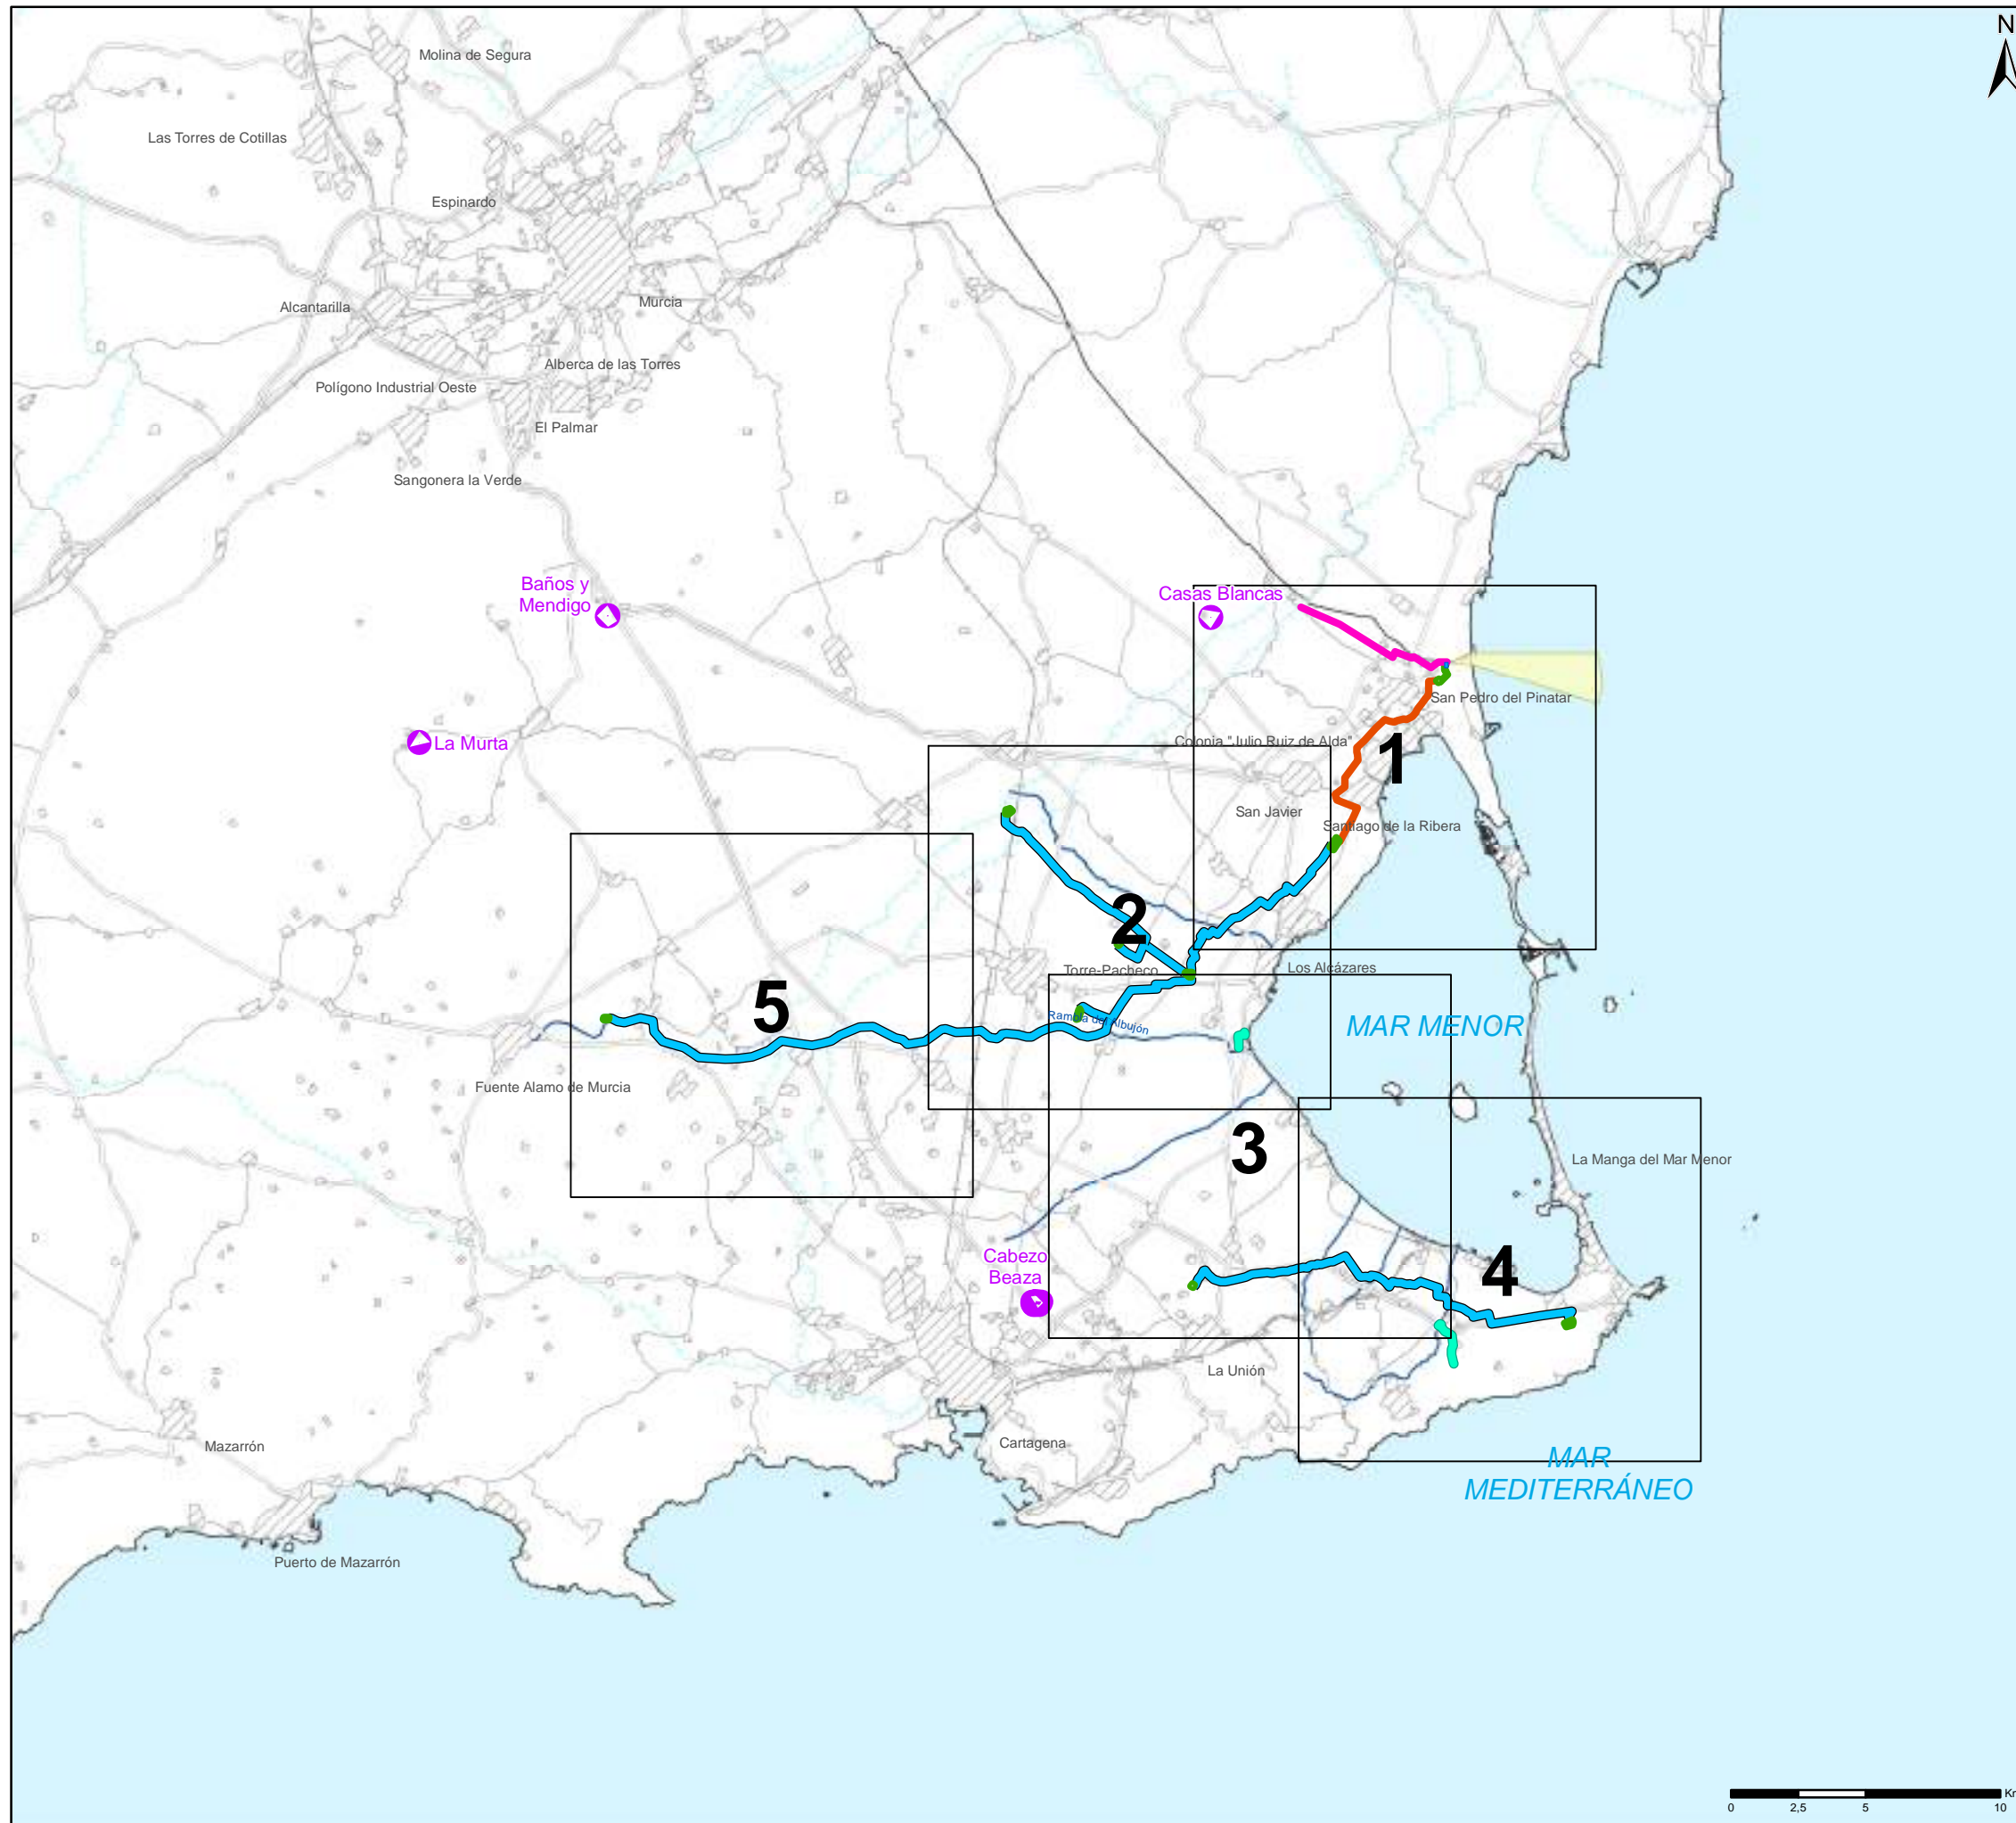 N
Molina de Segura
Las Torres de Cotillas
Espinardo
Murcia
Alcantarilla
Alberca de las Torres
Polígono Industrial Oeste
El Palmar
Sangonera la Verde
Baños y
Mendigo
Casas Blancas
San Pedro del Pinatar
La Murta
Colonia "Julio Ruiz de Alda"
1
San Javier
Santiago de la Ribera
2
Torre-Pacheco
Los Alcázares
5
Rambla del Albujón
MAR MENOR
Fuente Alamo de Murcia
3
La Manga del Mar Menor
Cabezo
Beaza
4
La Unión
Mazarrón
Cartagena
MAR
MEDITERRÁNEO
Puerto de Mazarrón
0 2,5 5 10